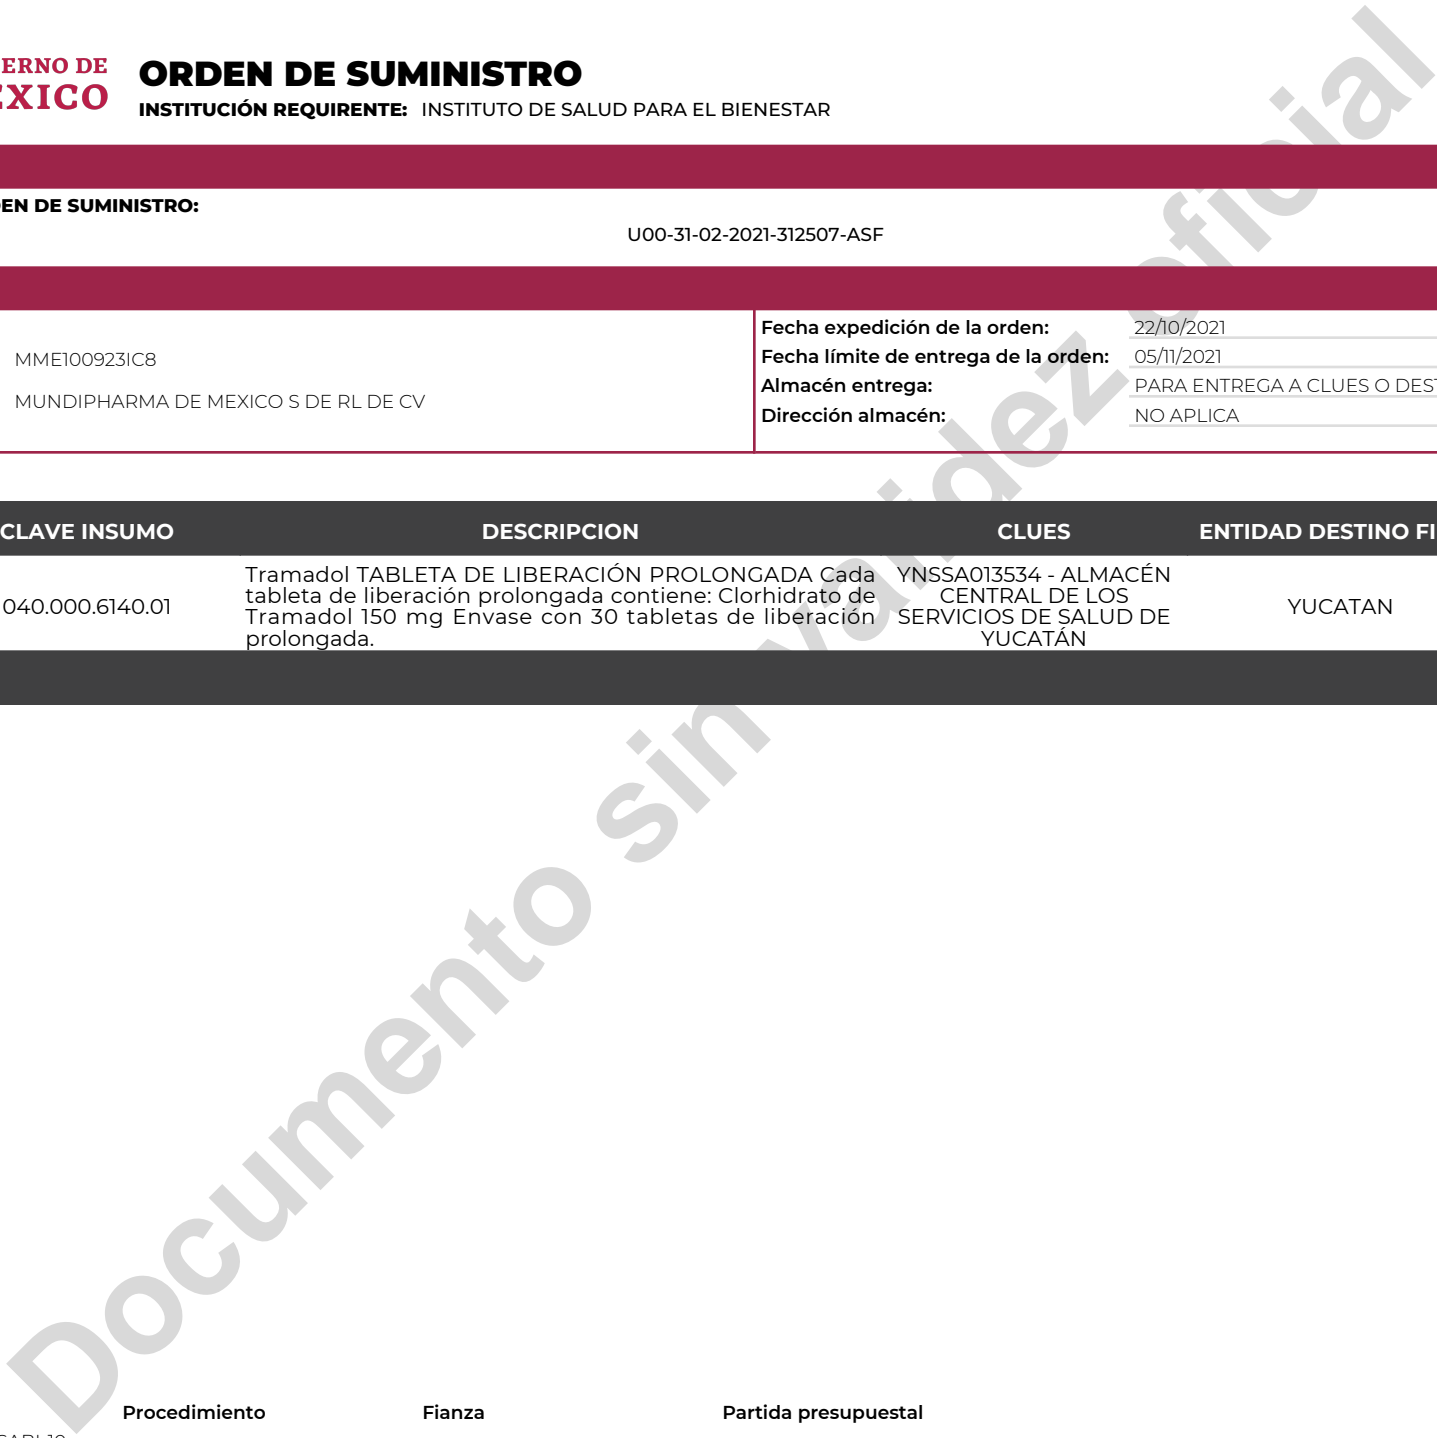 ERNO DE
EXICO
ORDEN DE SUMINISTRO
INSTITUCIÓN REQUIRENTE: INSTITUTO DE SALUD PARA EL BIENESTAR
EN DE SUMINISTRO:
U00-31-02-2021-312507-ASF
MME100923IC8
MUNDIPHARMA DE MEXICO S DE RL DE CV
Fecha expedición de la orden: 22/10/2021
Fecha límite de entrega de la orden: 05/11/2021
Almacén entrega: PARA ENTREGA A CLUES O DEST
Dirección almacén: NO APLICA
CLAVE INSUMO DESCRIPCION CLUES ENTIDAD DESTINO FI
040.000.6140.01
Tramadol TABLETA DE LIBERACIÓN PROLONGADA Cada
tableta de liberación prolongada contiene: Clorhidrato de
Tramadol 150 mg Envase con 30 tabletas de liberación
prolongada.
YNSSA013534 - ALMACÉN
CENTRAL DE LOS
SERVICIOS DE SALUD DE
YUCATÁN
YUCATAN
Documento sin validez oficial
Procedimiento Fianza Partida presupuestal